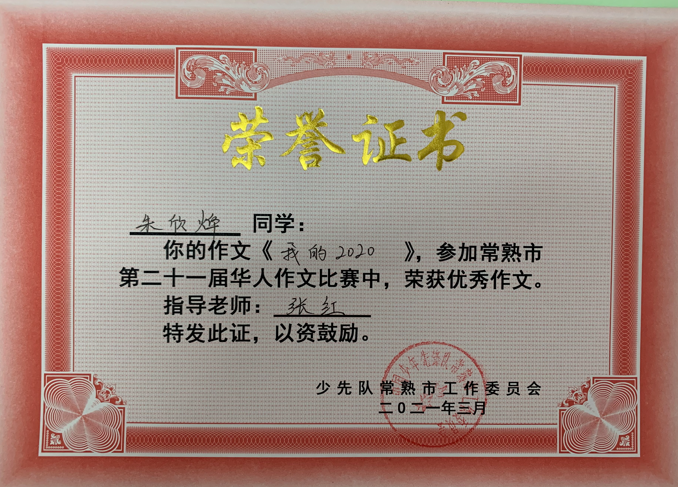 荣誉证书
朱欣烨 同学：
你的作文《我的2020》，参加常熟市
第二十一届华人作文比赛中，荣获优秀作文。
指导老师：张红
特发此证，以资鼓励。
少先队常熟市工作委员会
二〇二一年三月